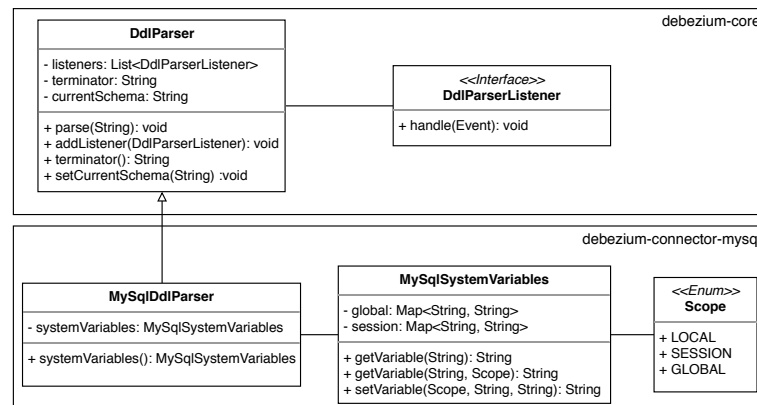 debezium-core
DdlParser
- listeners: List<DdlParserListener>
- terminator: String
- currentSchema: String
+ parse(String): void
+ addListener(DdlParserListener): void
+ terminator(): String
+ setCurrentSchema(String) :void
<<Interface>>
DdlParserListener
+ handle(Event): void
debezium-connector-mysql
MySqlDdlParser
- systemVariables: MySqlSystemVariables
+ systemVariables(): MySqlSystemVariables
MySqlSystemVariables
- global: Map<String, String>
- session: Map<String, String>
+ getVariable(String): String
+ getVariable(String, Scope): String
+ setVariable(Scope, String, String): String
<<Enum>>
Scope
+ LOCAL
+ SESSION
+ GLOBAL